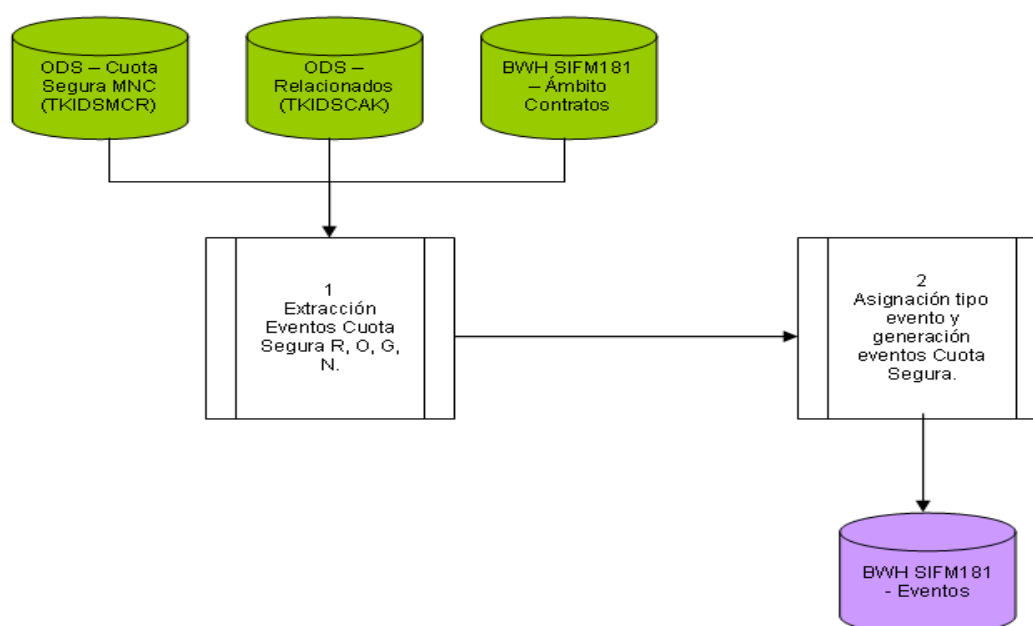 ODS – Cuota
Segura MNC
(TKIDSMCR)
ODS –
Relacionados
(TKIDSCAK)
BWH SIFM181
– Ámbito
Contratos
1
Extracción
Eventos Cuota
Segura R, O, G,
N.
2
Asignación tipo
evento y
generación
eventos Cuota
Segura.
BWH SIFM181
- Eventos